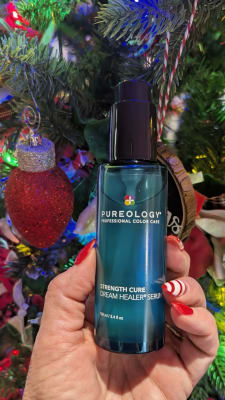 PUREOLOGY
PROFESSIONAL COLOR CARE
STRENGTH CURE
DREAM HEALER SERUM